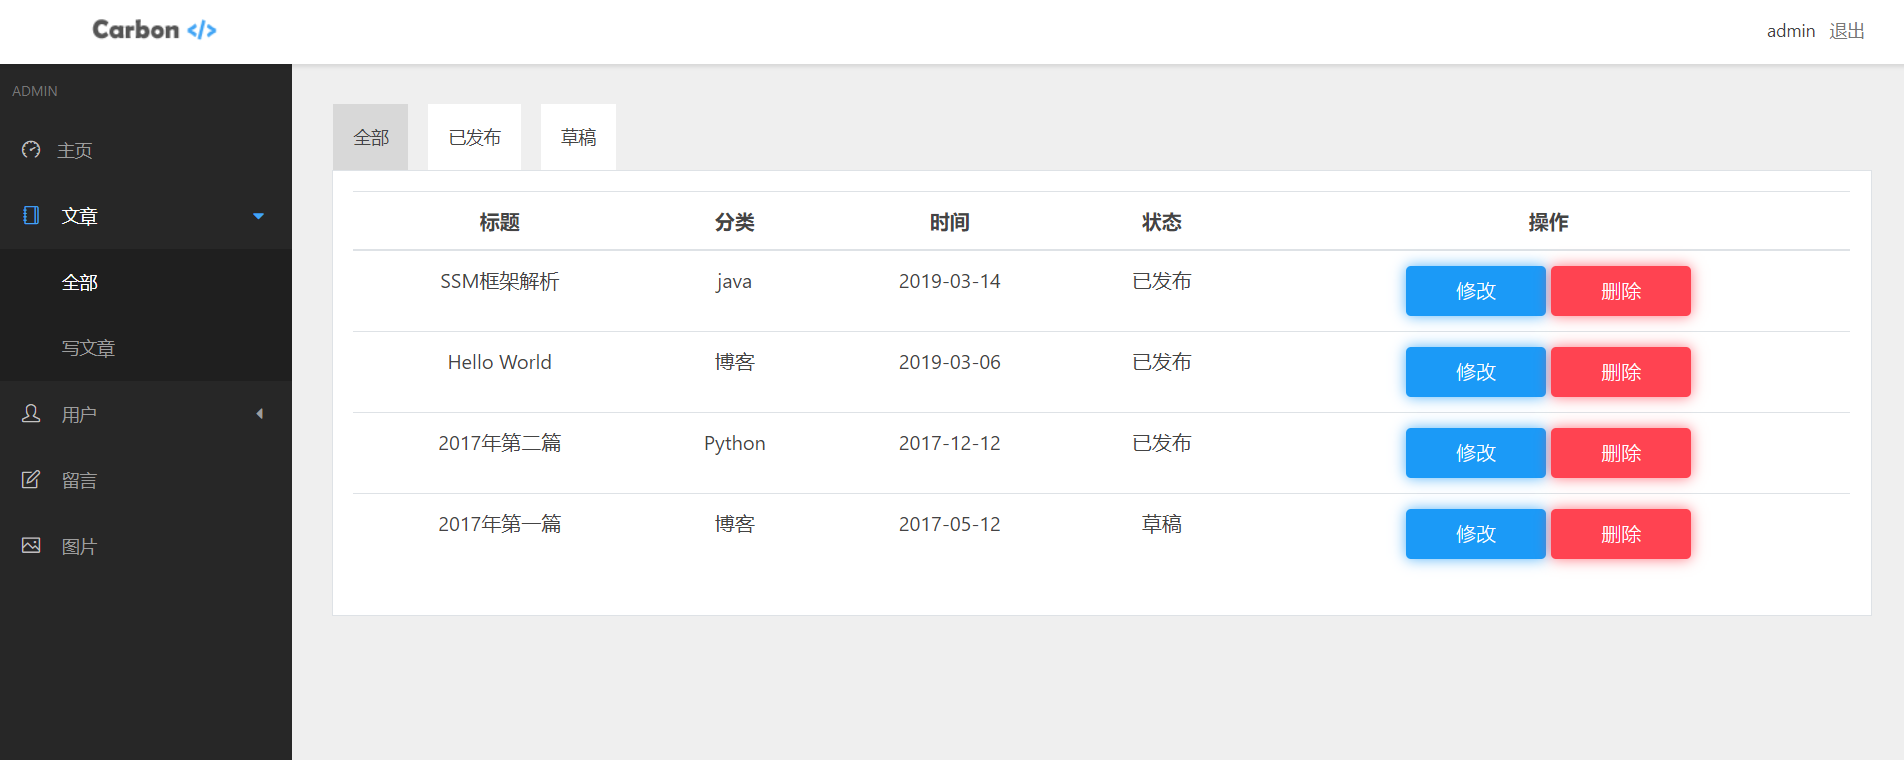 Carbon </>
admin 退出
ADMIN
主页
文章
全部
写文章
用户
留言
图片
全部 已发布 草稿
标题 分类 时间 状态 操作
SSM框架解析 java 2019-03-14 已发布 修改 删除
Hello World 博客 2019-03-06 已发布 修改 删除
2017年第二篇 Python 2017-12-12 已发布 修改 删除
2017年第一篇 博客 2017-05-12 草稿 修改 删除